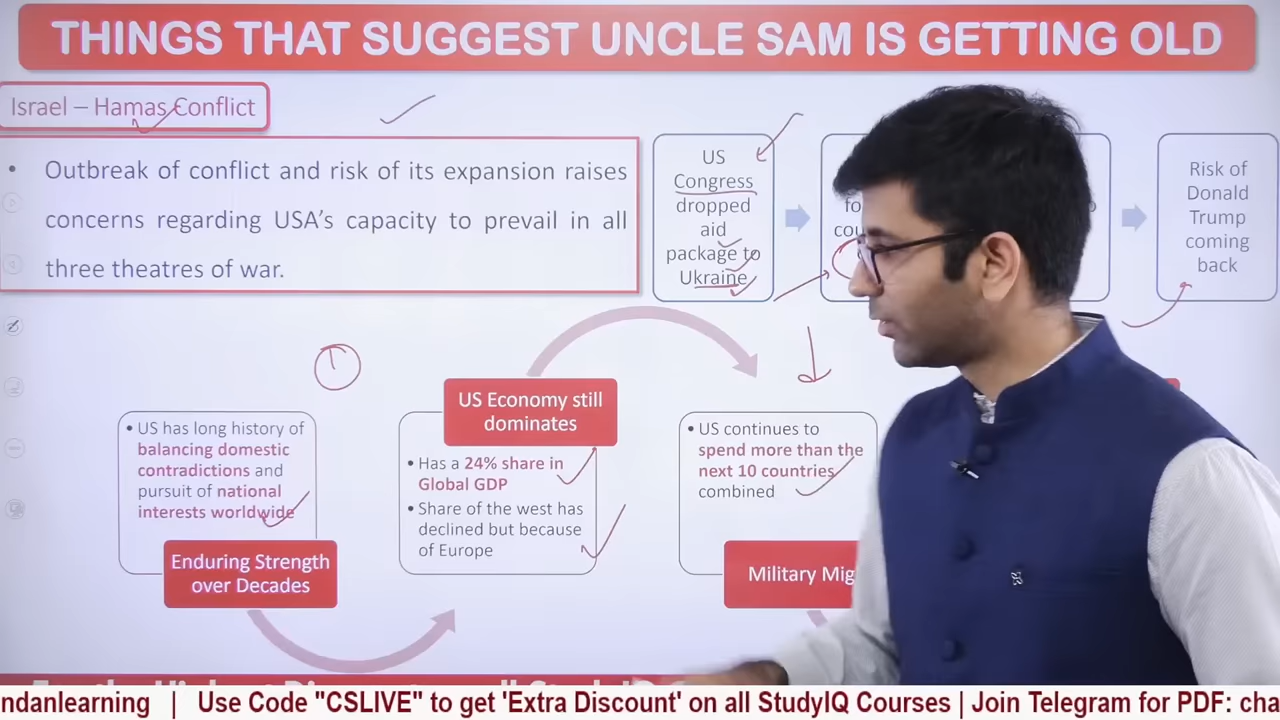 THINGS THAT SUGGEST UNCLE SAM IS GETTING OLD
Israel – Hamas Conflict
• Outbreak of conflict and risk of its expansion raises
concerns regarding USA's capacity to prevail in all
three theatres of war.
US
Congress
dropped
aid
package to
Ukraine
Risk of
Donald
Trump
coming
back
• US has long history of
balancing domestic
contradictions and
pursuit of national
interests worldwide
Enduring Strength
over Decades
US Economy still
dominates
• Has a 24% share in
Global GDP
• Share of the west has
declined but because
of Europe
• US continues to
spend more than the
next 10 countries
combined
Military
ndanlearning | Use Code "CSLIVE" to get 'Extra Discount' on all StudyIQ Courses | Join Telegram for PDF: cha